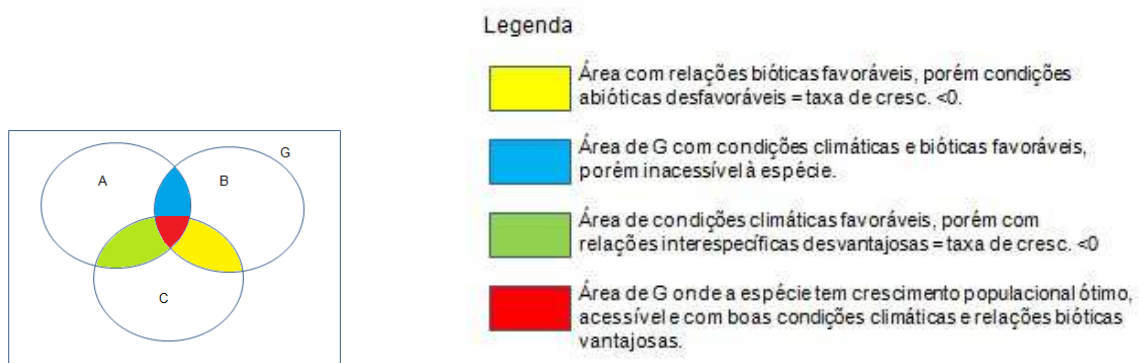 Legenda
Área com relações bióticas favoráveis, porém condições
abióticas desfavoráveis = taxa de cresc. <0.
Área de G com condições climáticas e bióticas favoráveis,
porém inacessível à espécie.
Área de condições climáticas favoráveis, porém com
relações interespecíficas desvantajosas = taxa de cresc. <0
Área de G onde a espécie tem crescimento populacional ótimo,
acessível e com boas condições climáticas e relações bióticas
vantajosas.
G
A
B
C